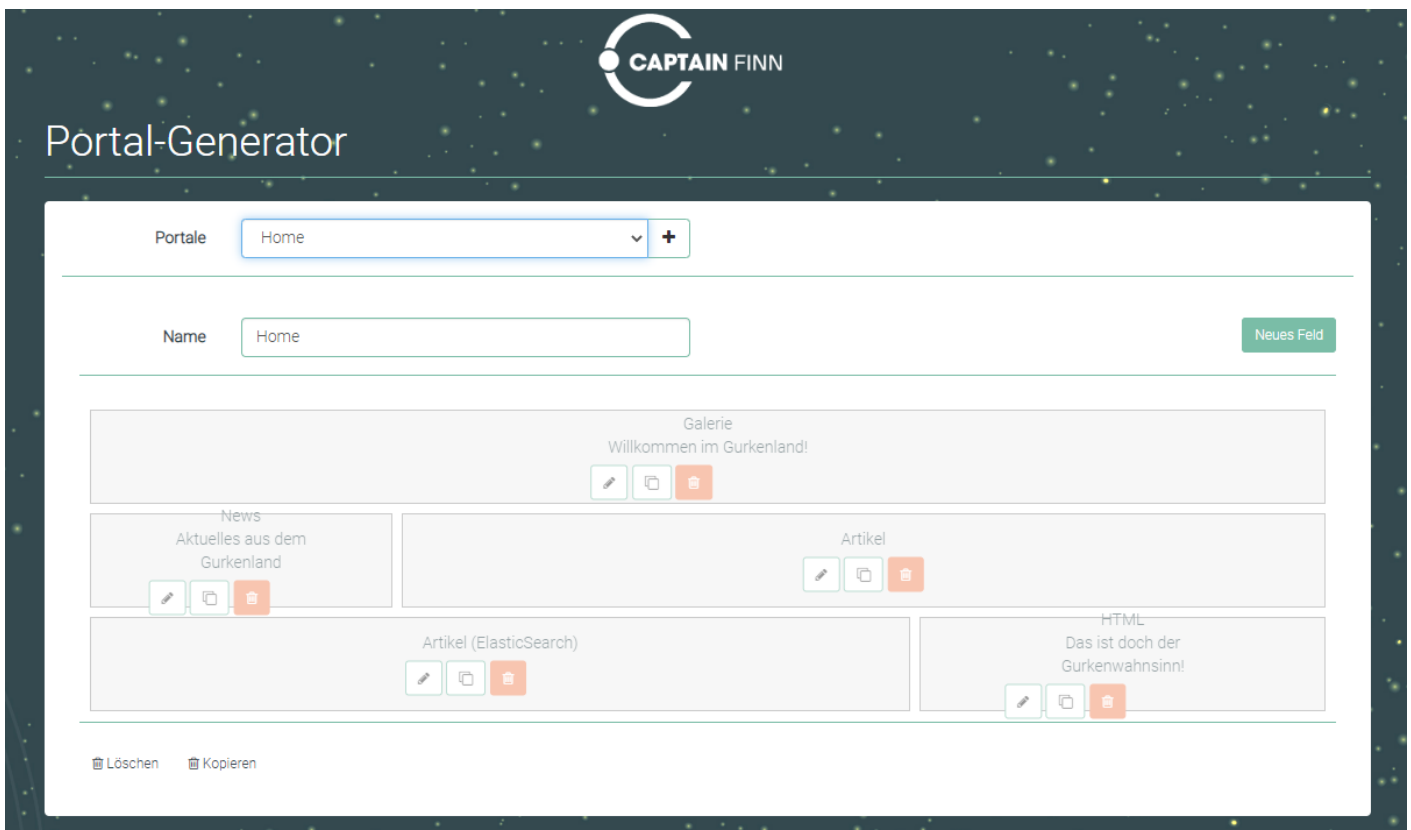 CAPTAIN FINN
Portal-Generator
Portale
Home
Name
Home
Neues Feld
Galerie
Willkommen im Gurkenland!
News
Aktuelles aus dem
Gurkenland
Artikel
Artikel (ElasticSearch)
HTML
Das ist doch der
Gurkenwahnsinn!
Löschen
Kopieren